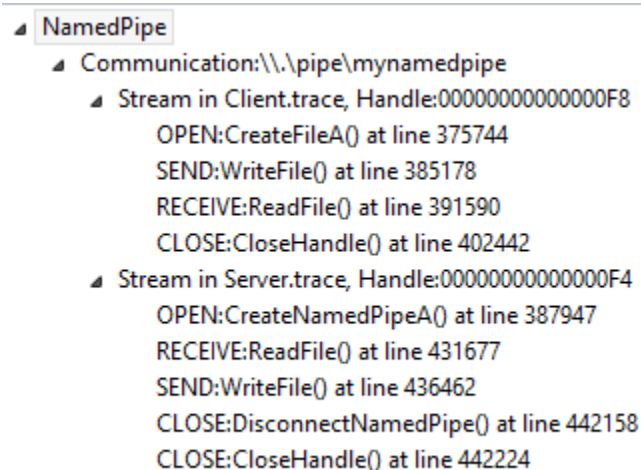 NamedPipe
Communication:\\.\pipe\mynamedpipe
Stream in Client.trace, Handle:00000000000000F8
OPEN:CreateFileA() at line 375744
SEND:WriteFile() at line 385178
RECEIVE:ReadFile() at line 391590
CLOSE:CloseHandle() at line 402442
Stream in Server.trace, Handle:00000000000000F4
OPEN:CreateNamedPipeA() at line 387947
RECEIVE:ReadFile() at line 431677
SEND:WriteFile() at line 436462
CLOSE:DisconnectNamedPipe() at line 442158
CLOSE:CloseHandle() at line 442224